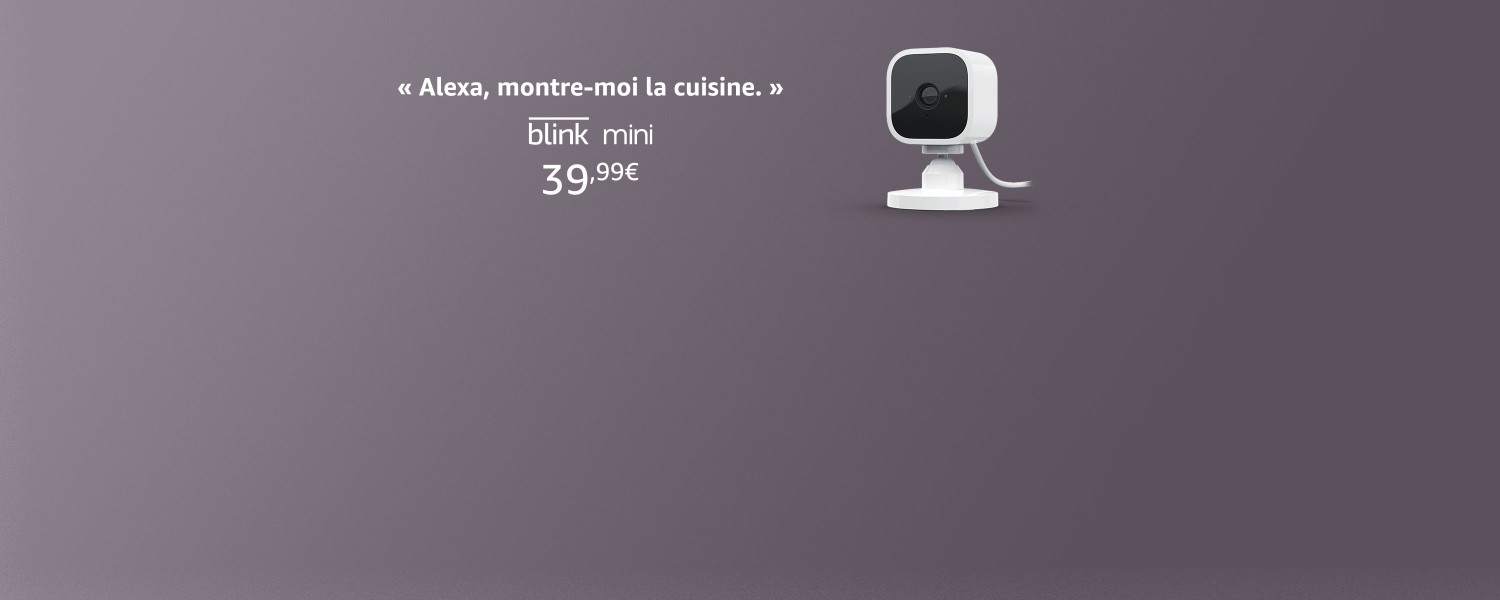 « Alexa, montre-moi la cuisine. »
blink mini
39,99€